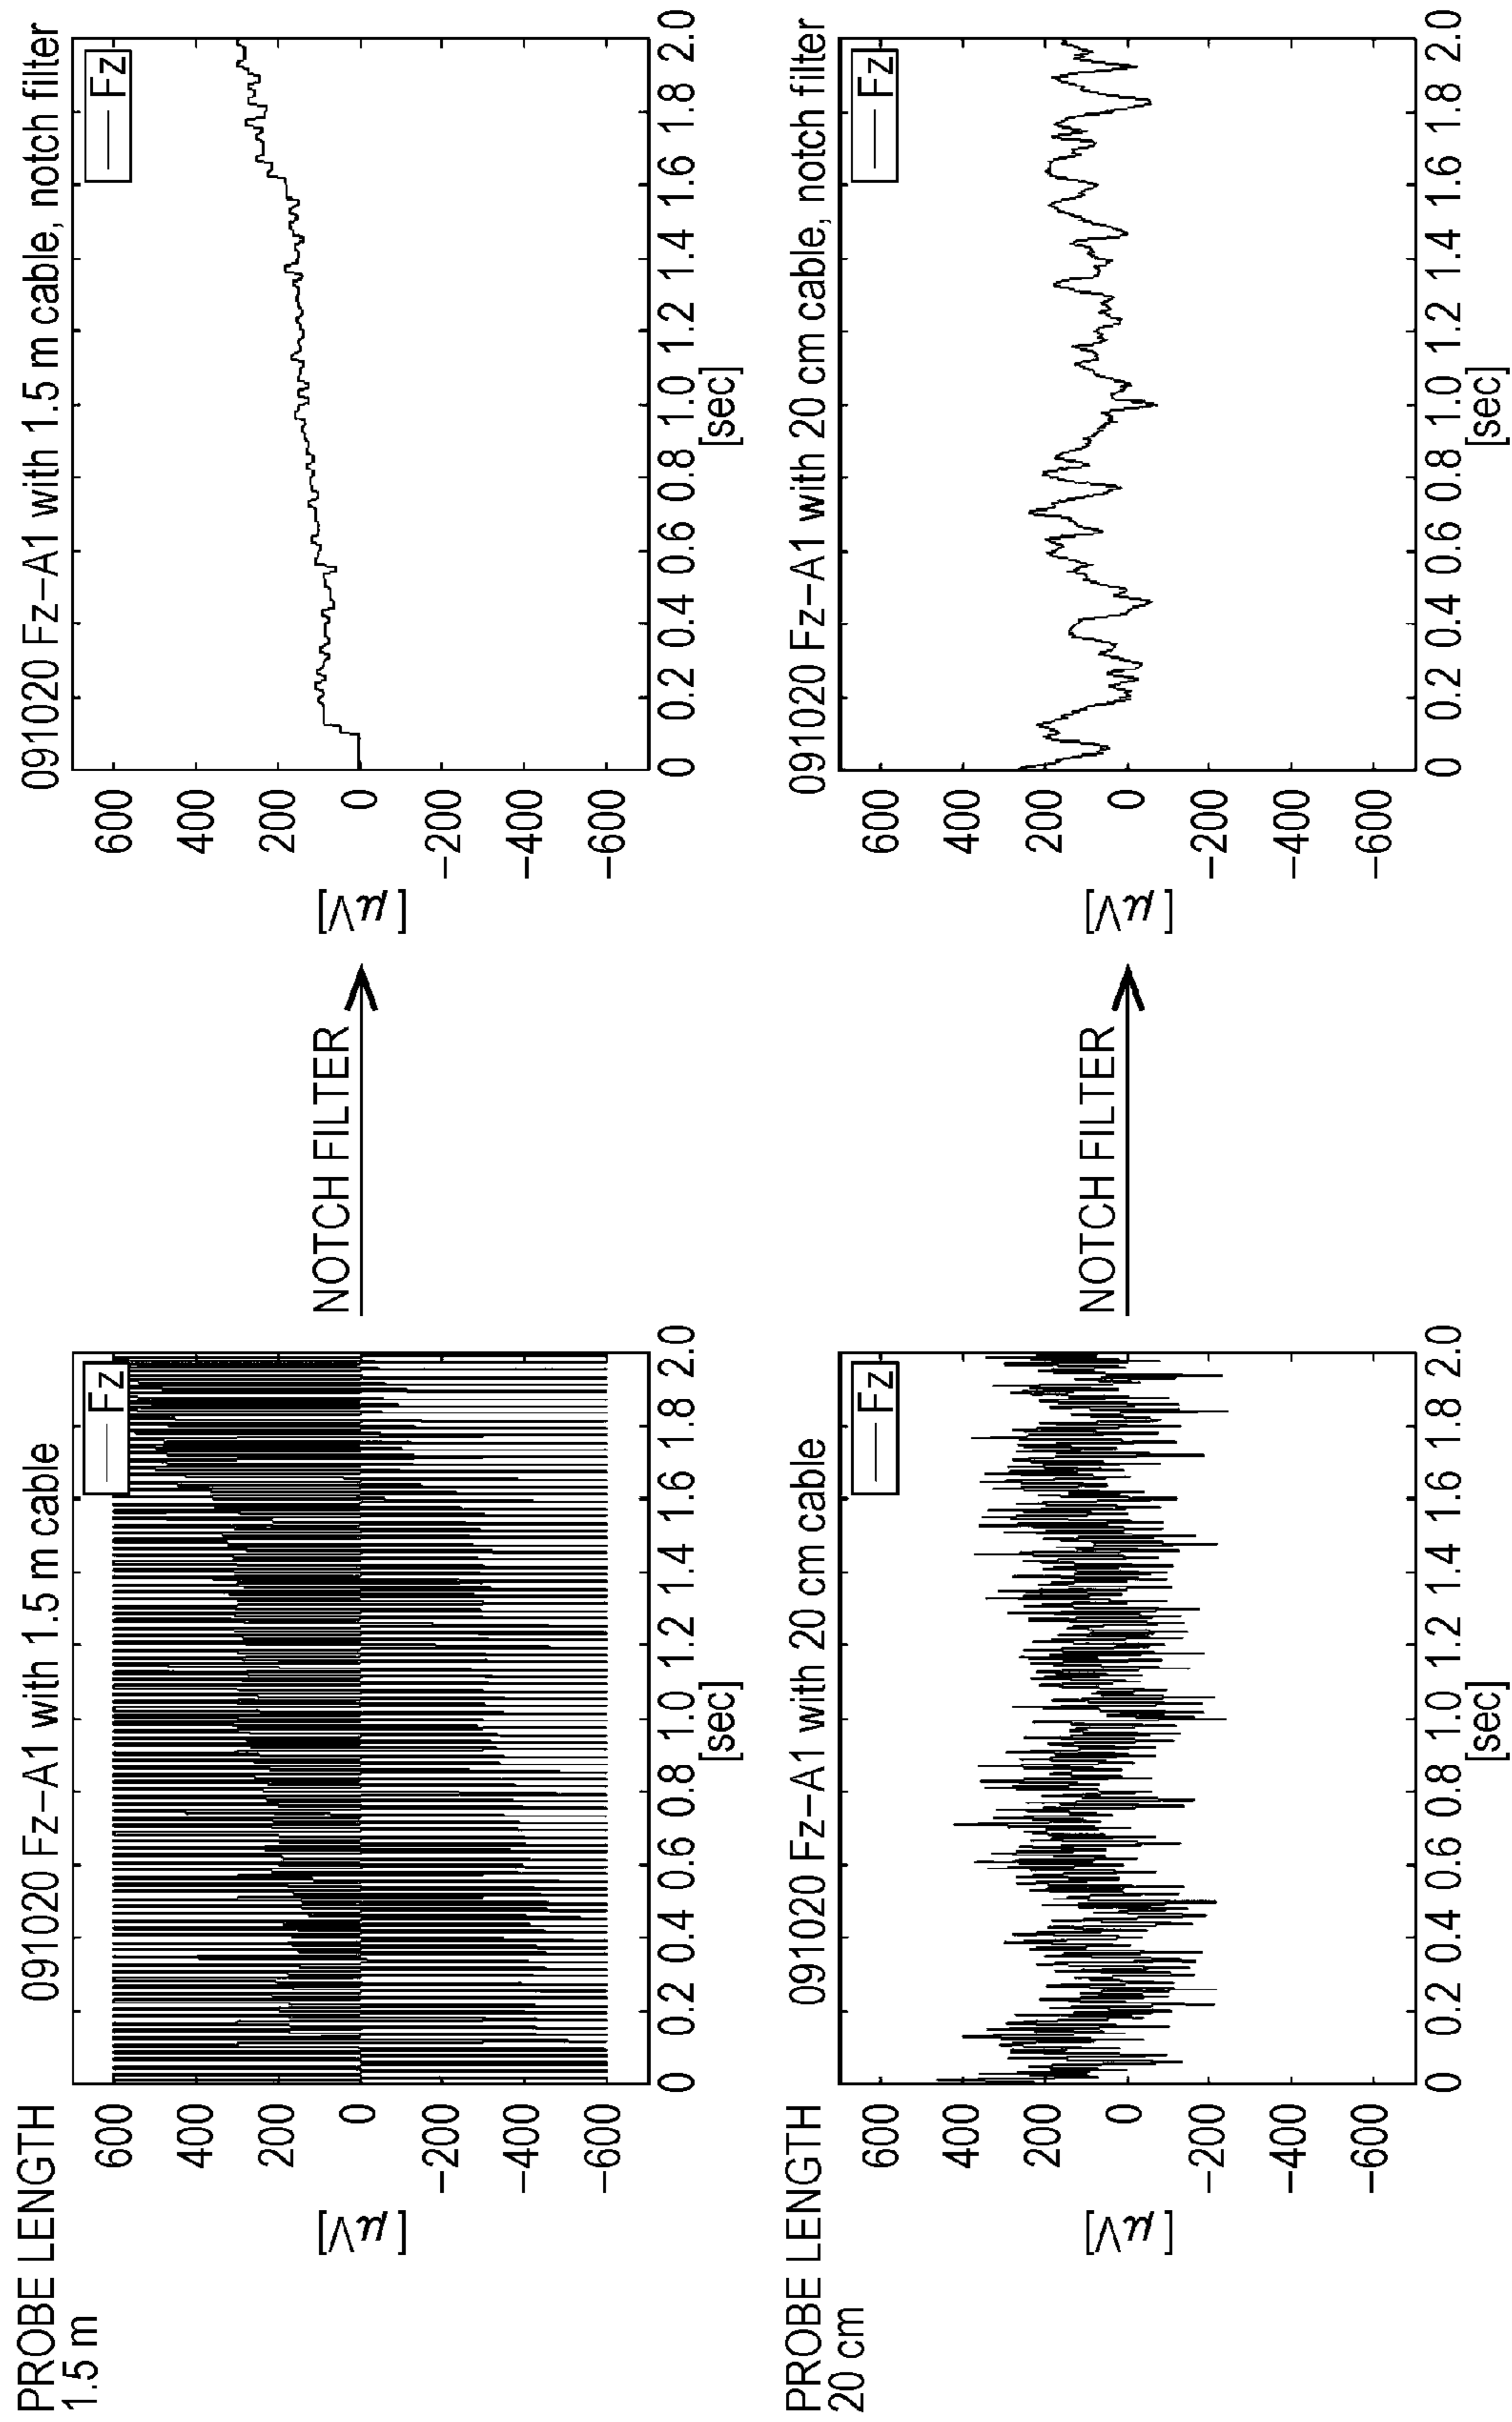 PROBE LENGTH
1.5 m
091020 Fz−A1 with 1.5 m cable
Fz
[μV]
600
400
200
0
−200
−400
−600
0 0.2 0.4 0.6 0.8 1.0 1.2 1.4 1.6 1.8 2.0
[sec]
NOTCH FILTER
091020 Fz−A1 with 1.5 m cable, notch filter
Fz
[μV]
600
400
200
0
−200
−400
−600
0 0.2 0.4 0.6 0.8 1.0 1.2 1.4 1.6 1.8 2.0
[sec]
PROBE LENGTH
20 cm
091020 Fz−A1 with 20 cm cable
Fz
[μV]
600
400
200
0
−200
−400
−600
0 0.2 0.4 0.6 0.8 1.0 1.2 1.4 1.6 1.8 2.0
[sec]
NOTCH FILTER
091020 Fz−A1 with 20 cm cable, notch filter
Fz
[μV]
600
400
200
0
−200
−400
−600
0 0.2 0.4 0.6 0.8 1.0 1.2 1.4 1.6 1.8 2.0
[sec]